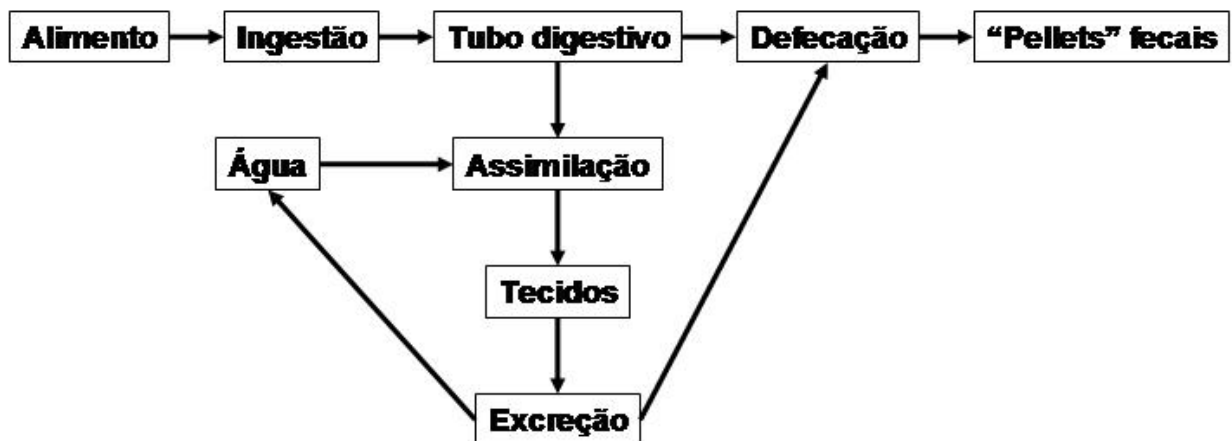 Alimento
Ingestão
Tubo digestivo
Defecação
“Pellets” fecais
Água
Assimilação
Tecidos
Excreção